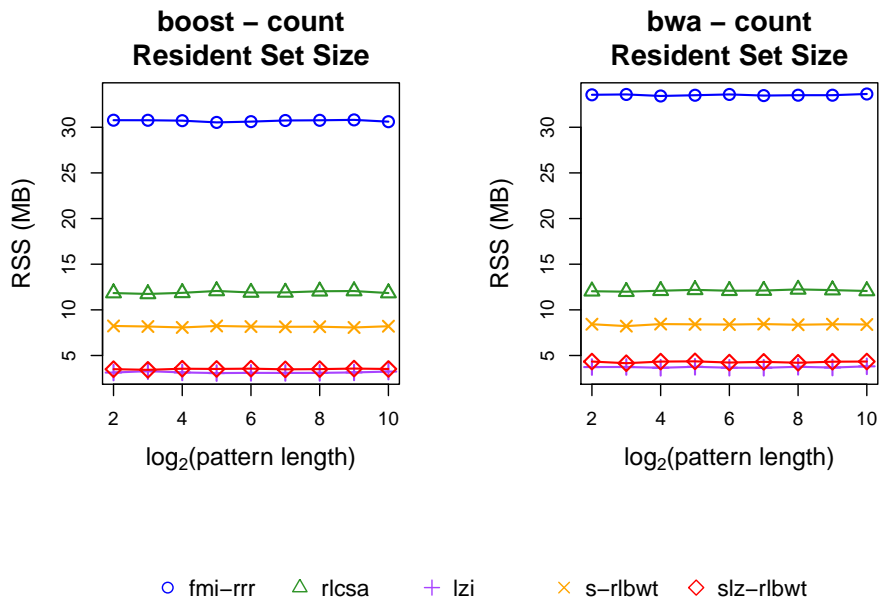 boost − count
Resident Set Size
RSS (MB)
30
25
20
15
10
5
2 4 6 8 10
log₂(pattern length)
bwa − count
Resident Set Size
RSS (MB)
30
25
20
15
10
5
2 4 6 8 10
log₂(pattern length)
fmi−rrr rlcsa lzi s−rlbwt slz−rlbwt